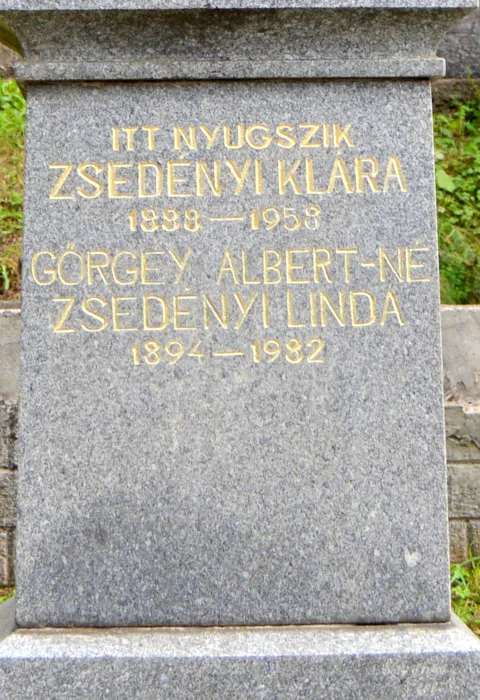 ITT NYUGSZIK
ZSEDÉNYI KLÁRA
1888—1958
GÖRGEY ALBERT-NÉ
ZSEDÉNYI LINDA
1894—1982